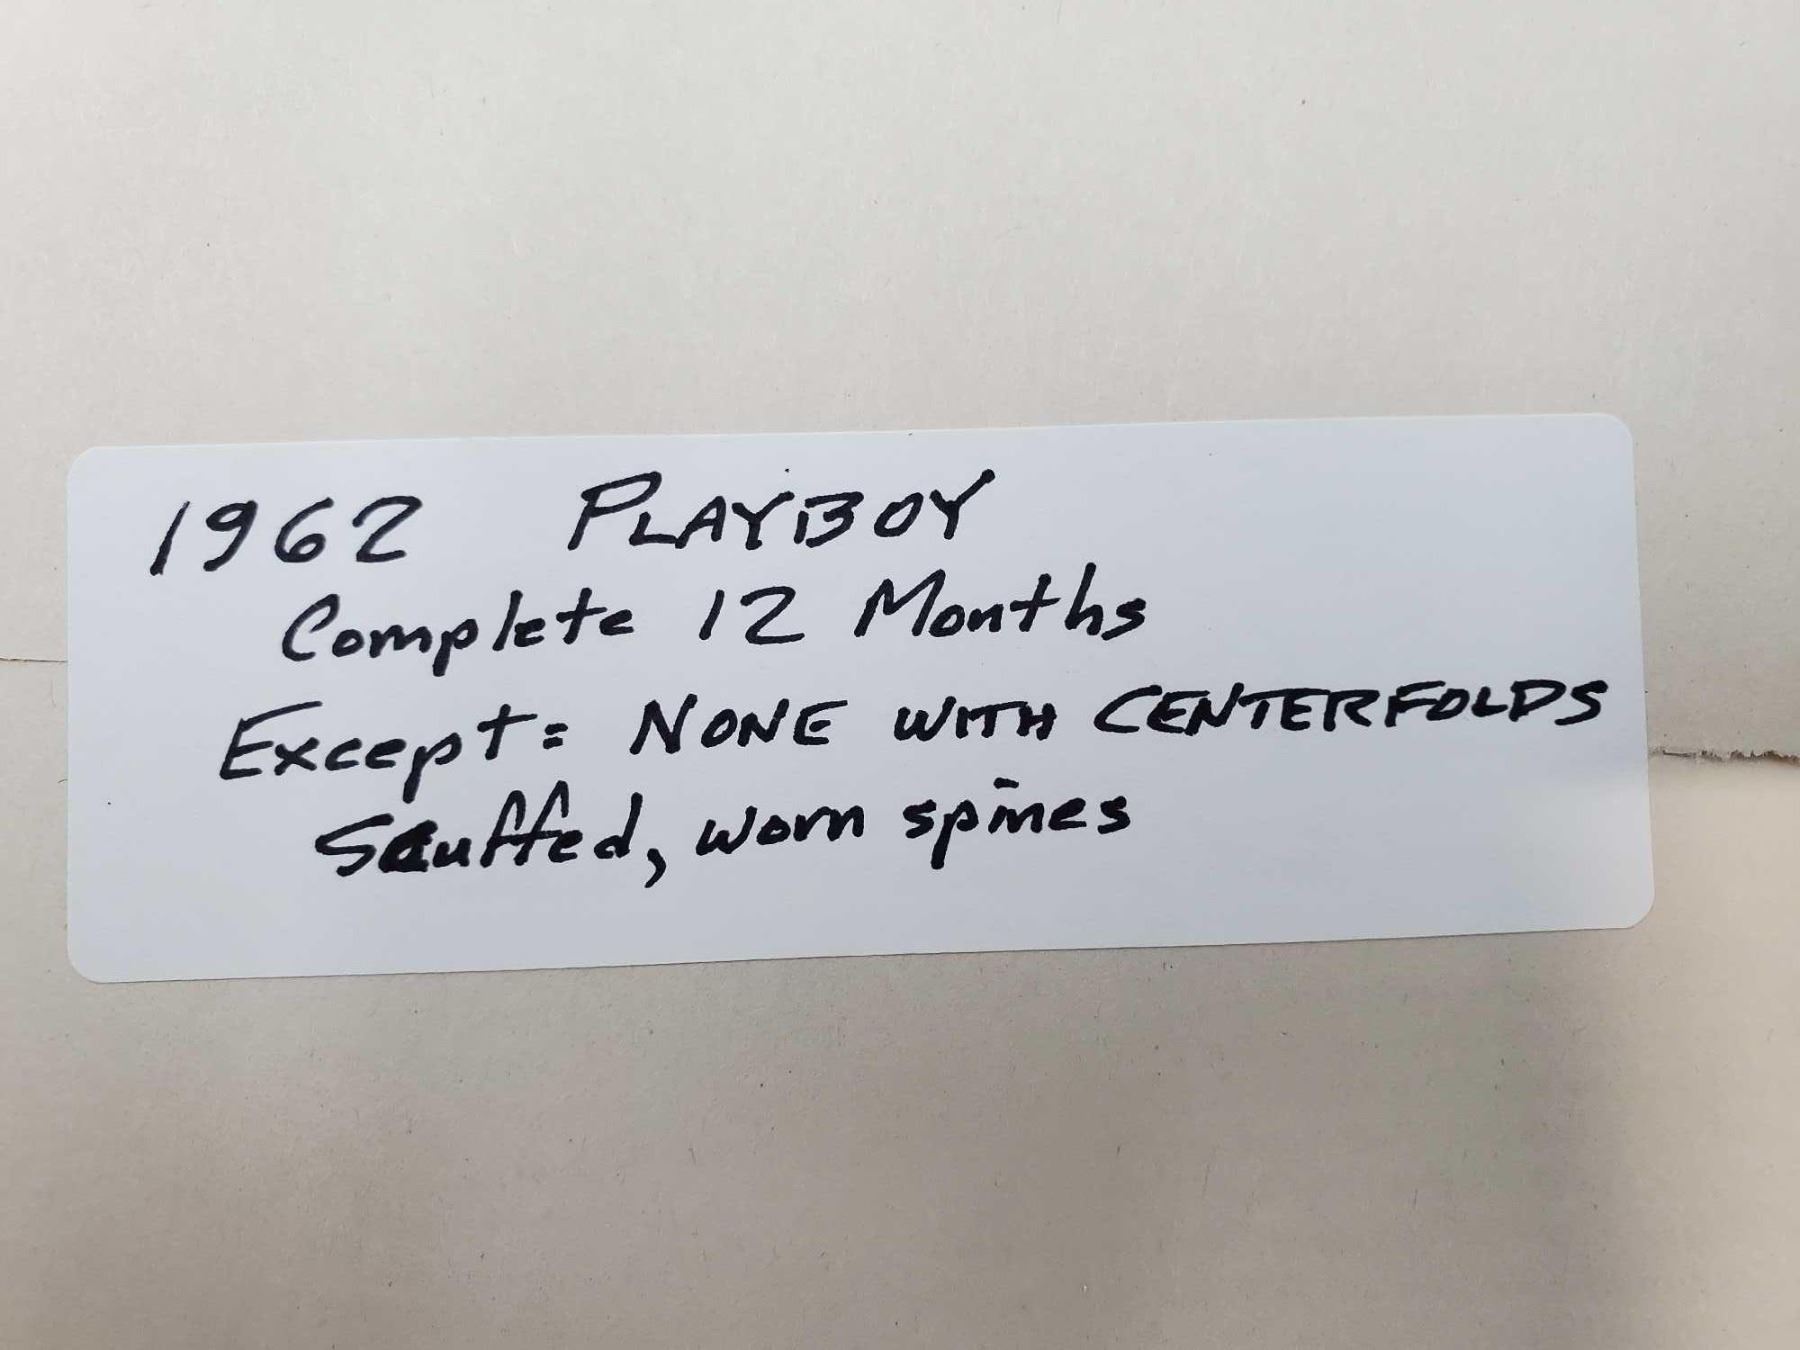 1962 PLAYBOY
Complete 12 Months
Except: NONE WITH CENTERFOLDS
Scuffed, worn spines